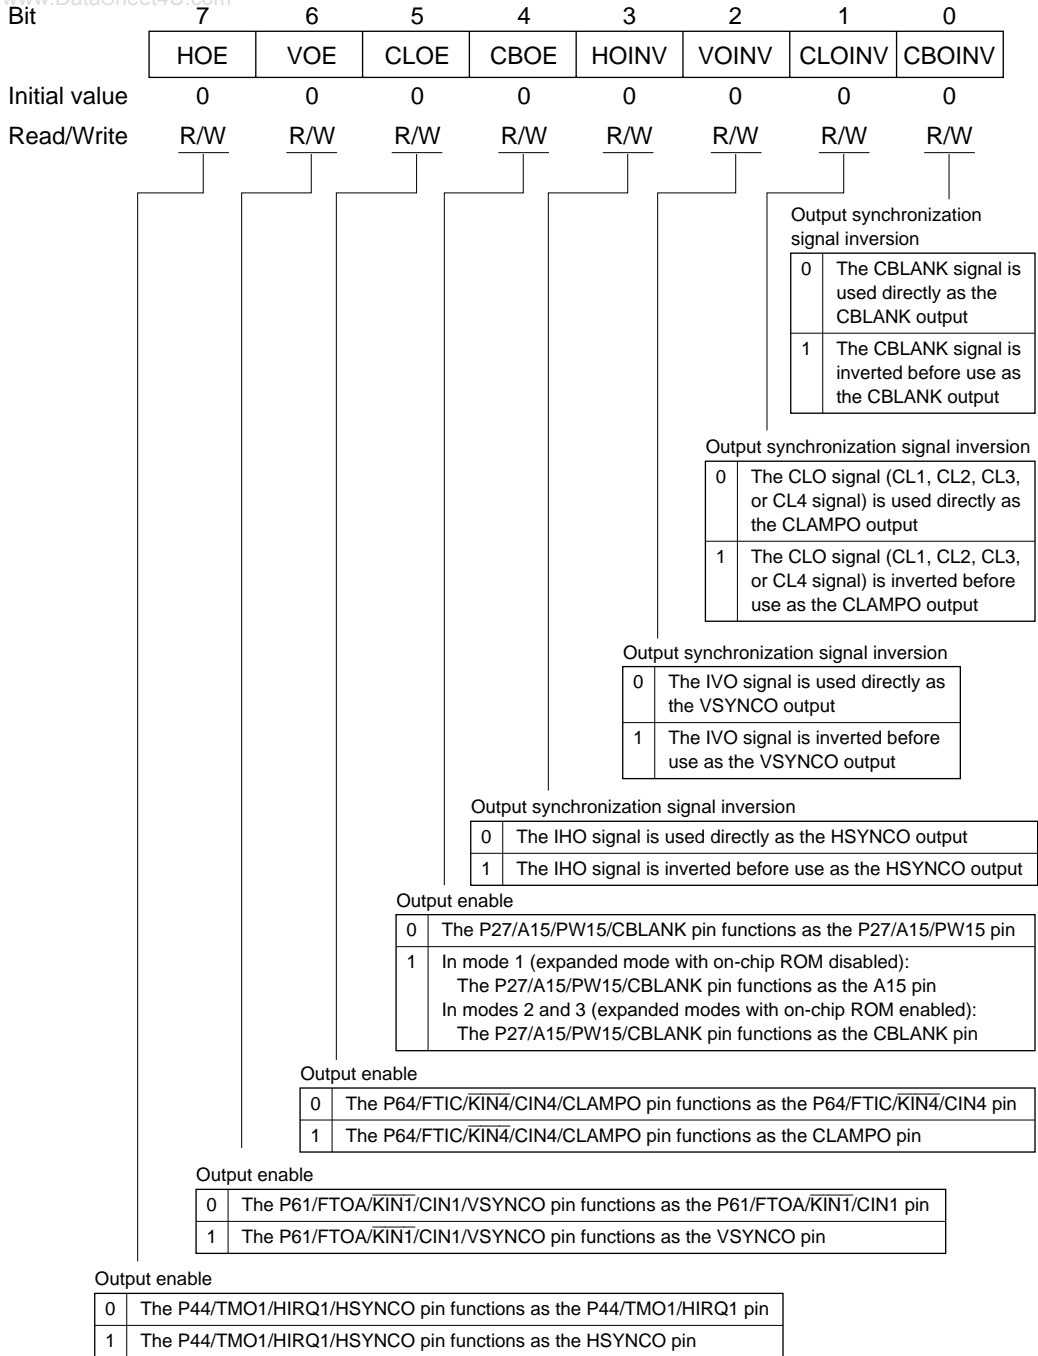 www.DataSheet4U.com
Bit 7 6 5 4 3 2 1 0
HOE VOE CLOE CBOE HOINV VOINV CLOINV CBOINV
Initial value 0 0 0 0 0 0 0 0
Read/Write R/W R/W R/W R/W R/W R/W R/W R/W
Output synchronization
signal inversion
0 The CBLANK signal is
used directly as the
CBLANK output
1 The CBLANK signal is
inverted before use as
the CBLANK output
Output synchronization signal inversion
0 The CLO signal (CL1, CL2, CL3,
or CL4 signal) is used directly as
the CLAMPO output
1 The CLO signal (CL1, CL2, CL3,
or CL4 signal) is inverted before
use as the CLAMPO output
Output synchronization signal inversion
0 The IVO signal is used directly as
the VSYNCO output
1 The IVO signal is inverted before
use as the VSYNCO output
Output synchronization signal inversion
0 The IHO signal is used directly as the HSYNCO output
1 The IHO signal is inverted before use as the HSYNCO output
Output enable
0 The P27/A15/PW15/CBLANK pin functions as the P27/A15/PW15 pin
1 In mode 1 (expanded mode with on-chip ROM disabled):
The P27/A15/PW15/CBLANK pin functions as the A15 pin
In modes 2 and 3 (expanded modes with on-chip ROM enabled):
The P27/A15/PW15/CBLANK pin functions as the CBLANK pin
Output enable
0 The P64/FTIC/K̅I̅N̅4̅/CIN4/CLAMPO pin functions as the P64/FTIC/K̅I̅N̅4̅/CIN4 pin
1 The P64/FTIC/K̅I̅N̅4̅/CIN4/CLAMPO pin functions as the CLAMPO pin
Output enable
0 The P61/FTOA/K̅I̅N̅1̅/CIN1/VSYNCO pin functions as the P61/FTOA/K̅I̅N̅1̅/CIN1 pin
1 The P61/FTOA/K̅I̅N̅1̅/CIN1/VSYNCO pin functions as the VSYNCO pin
Output enable
0 The P44/TMO1/HIRQ1/HSYNCO pin functions as the P44/TMO1/HIRQ1 pin
1 The P44/TMO1/HIRQ1/HSYNCO pin functions as the HSYNCO pin